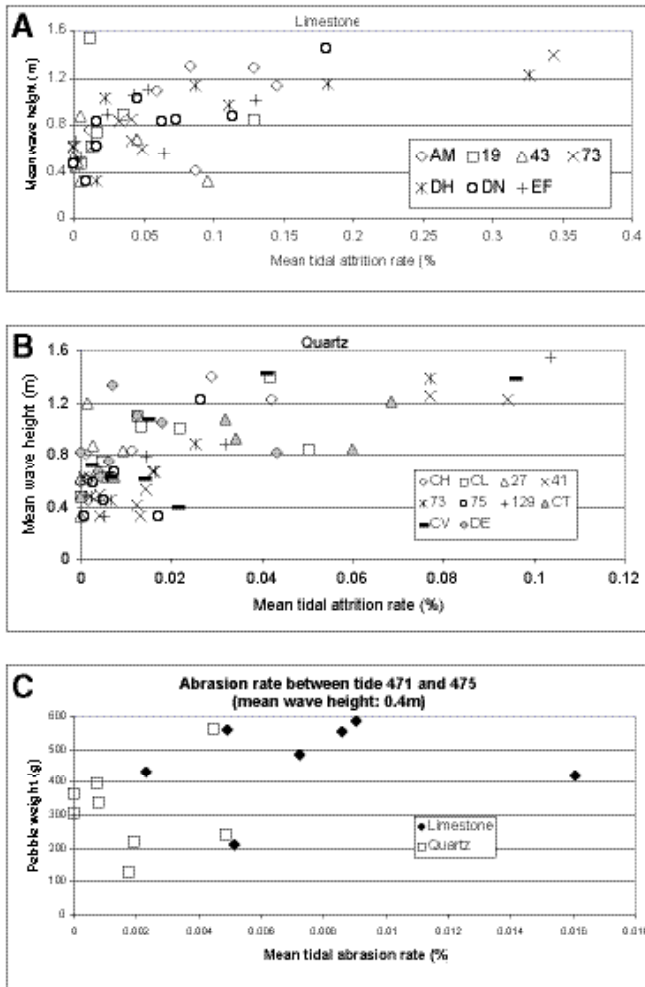 A
Limestone
Mean wave height (m)
1.6
1.2
0.8
0.4
0
0 0.05 0.1 0.15 0.2 0.25 0.3 0.35 0.4
Mean tidal attrition rate (%
AM 19 43 73
DH DN EF
B
Quartz
Mean wave height (m)
1.6
1.2
0.8
0.4
0
0 0.02 0.04 0.06 0.08 0.1 0.12
Mean tidal attrition rate (%)
CH CL 27 41
73 75 129 CT
CV DE
C
Abrasion rate between tide 471 and 475
(mean wave height: 0.4m)
Pebble weight (g)
600
500
400
300
200
100
0
0 0.002 0.004 0.006 0.008 0.01 0.012 0.014 0.016 0.018
Mean tidal abrasion rate (%
Limestone
Quartz